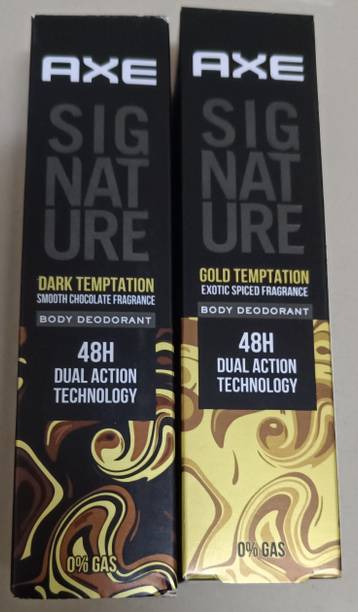 AXE
SIG
NAT
URE
DARK TEMPTATION
SMOOTH CHOCOLATE FRAGRANCE
BODY DEODORANT
48H
DUAL ACTION
TECHNOLOGY
0% GAS
AXE
SIG
NAT
URE
GOLD TEMPTATION
EXOTIC SPICED FRAGRANCE
BODY DEODORANT
48H
DUAL ACTION
TECHNOLOGY
0% GAS